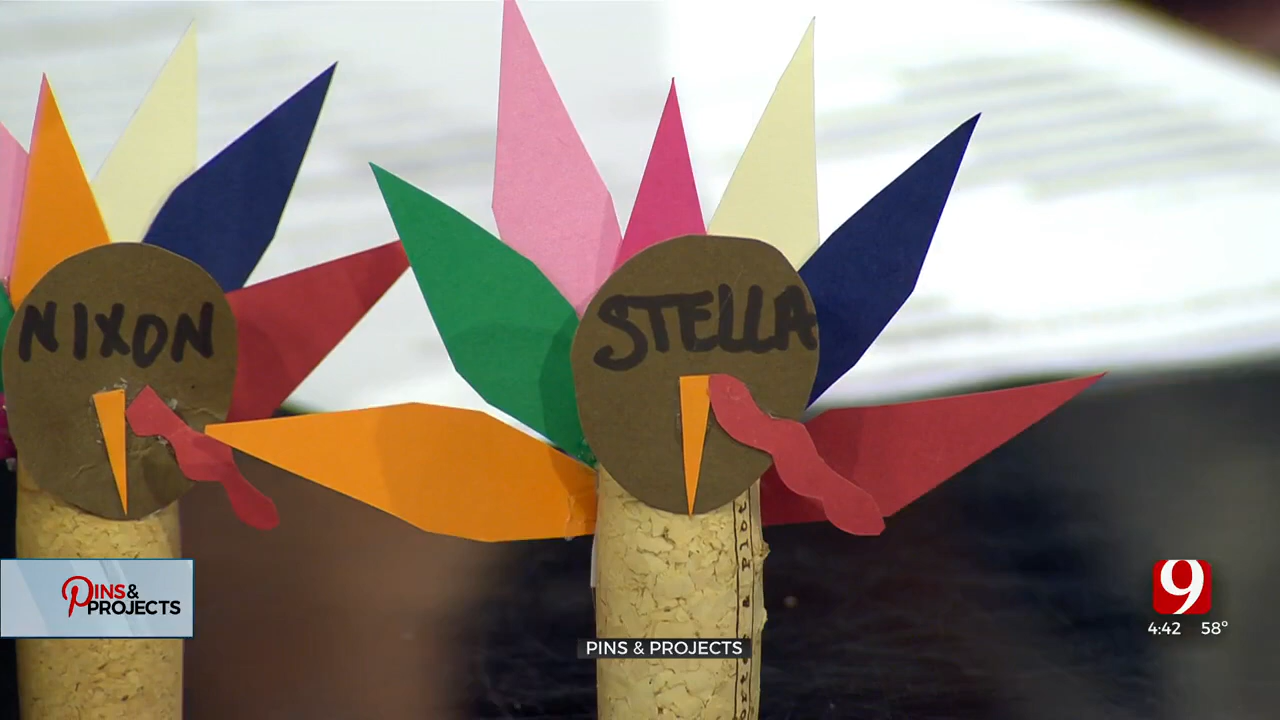 NIXON
STELLA
PINS &
PROJECTS
PINS & PROJECTS
9
4:42 58°